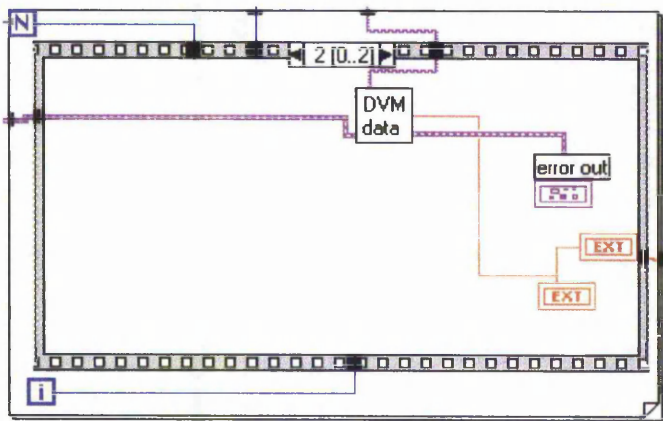 N
2 [0..2]
DVM
data
error out
EXT
EXT
i